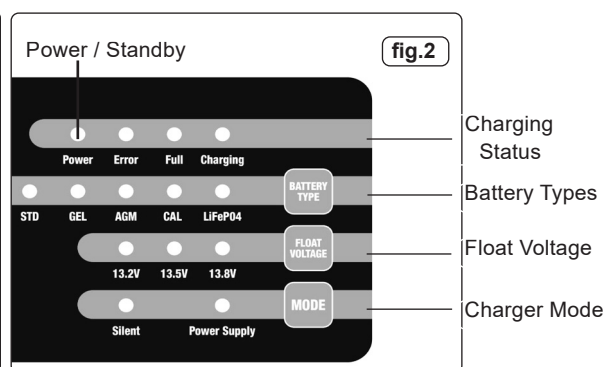 Power / Standby
fig.2
Power Error Full Charging
Charging
Status
BATTERY
TYPE
STD GEL AGM CAL LiFePO4
Battery Types
FLOAT
VOLTAGE
13.2V 13.5V 13.8V
Float Voltage
MODE
Silent Power Supply
Charger Mode